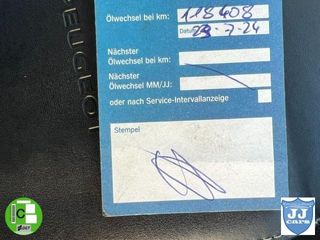 Ölwechsel bei km: 118408
Datum 23-7-24
Nächster
Ölwechsel bei km:
Nächster
Ölwechsel MM/JJ:
oder nach Service-Intervallanzeige
Stempel
PEUGEOT
JJ
cars